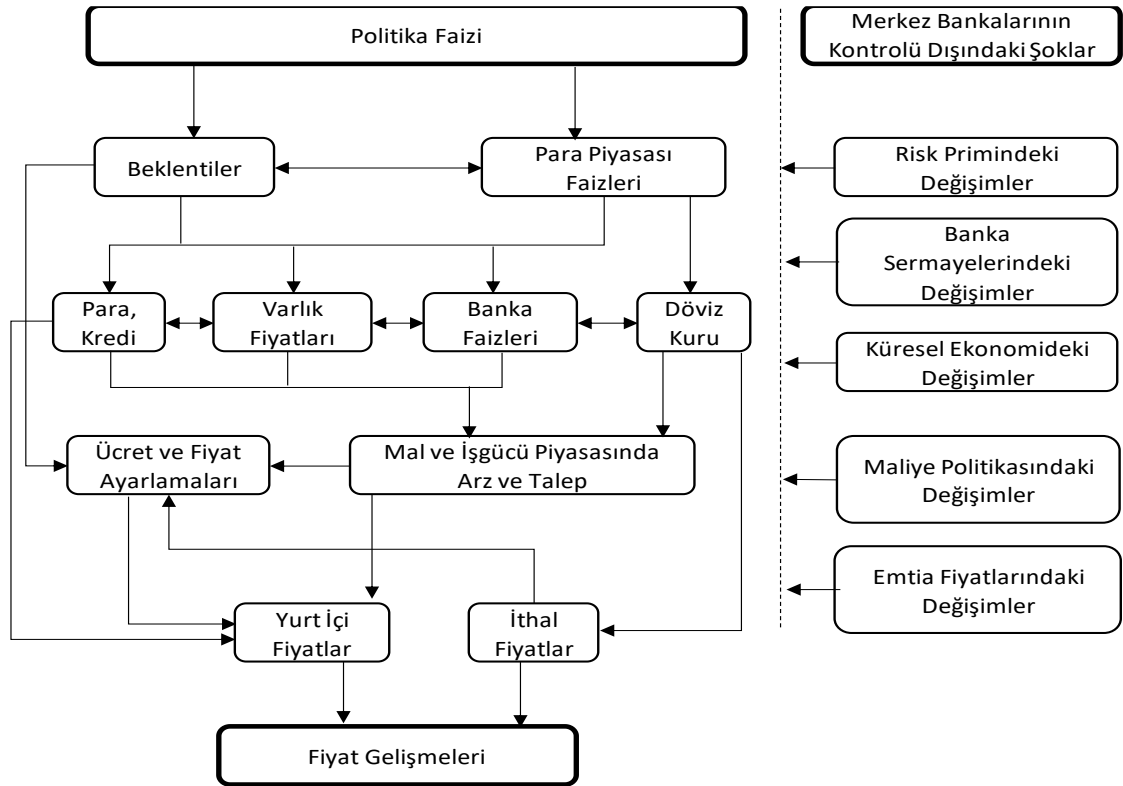 Politika Faizi
Merkez Bankalarının
Kontrolü Dışındaki Şoklar
Beklentiler
Para Piyasası
Faizleri
Risk Primindeki
Değişimler
Banka
Sermayelerindeki
Değişimler
Para,
Kredi
Varlık
Fiyatları
Banka
Faizleri
Döviz
Kuru
Küresel Ekonomideki
Değişimler
Ücret ve Fiyat
Ayarlamaları
Mal ve İşgücü Piyasasında
Arz ve Talep
Maliye Politikasındaki
Değişimler
Emtia Fiyatlarındaki
Değişimler
Yurt İçi
Fiyatlar
İthal
Fiyatlar
Fiyat Gelişmeleri